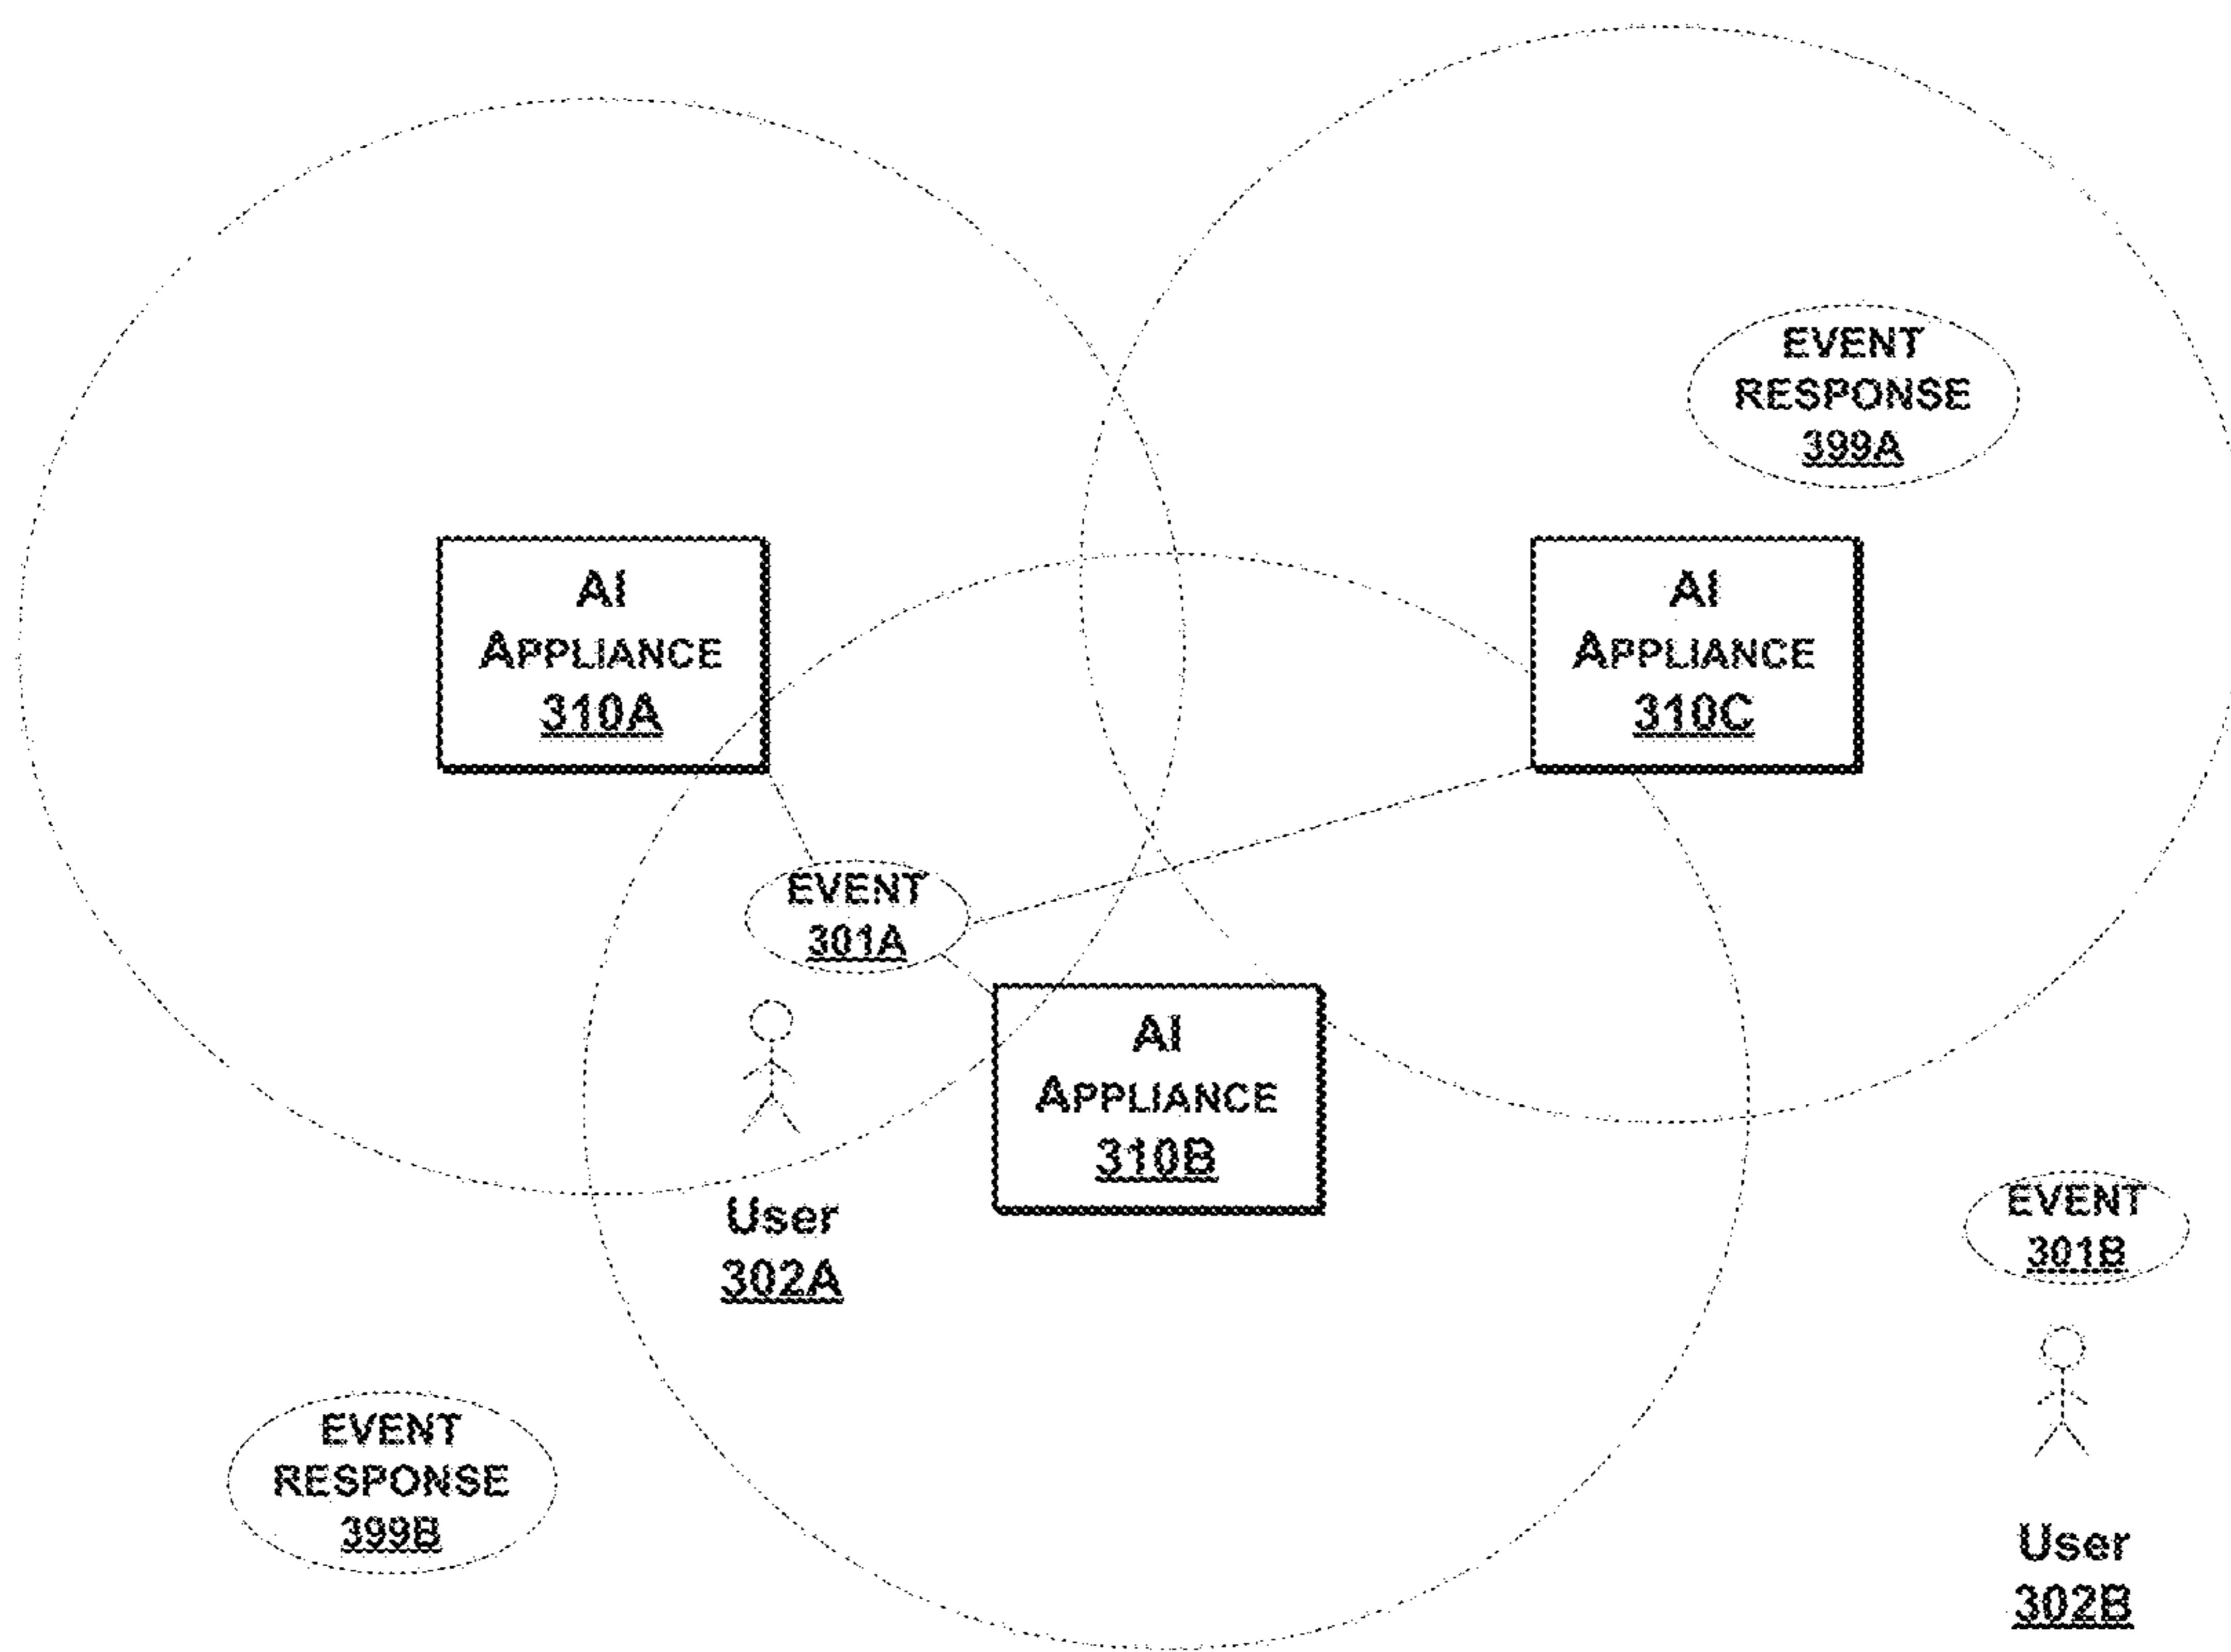 EVENT
RESPONSE
399A
AI
APPLIANCE
310A
AI
APPLIANCE
310C
EVENT
301A
AI
APPLIANCE
310B
User
302A
EVENT
301B
EVENT
RESPONSE
399B
User
302B